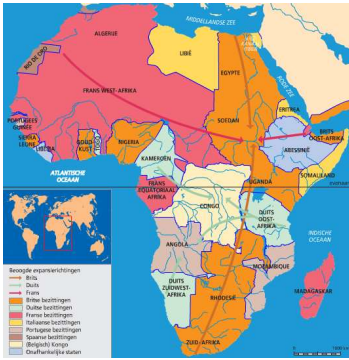 MIDDELLANDSE ZEE
ALGERIJE
RIO DE ORO
LIBIË
EGYPTE
RODE ZEE
FRANS WEST-AFRIKA
ERITREA
SOEDAN
PORTUGEES
GUINEE
BRITS
OOST-AFRIKA
SIERRA
LEONE
GOUD
KUST
NIGERIA
ABESSINIË
LIBERIA
KAMEROEN
SOMALILAND
ATLANTISCHE
OCEAAN
UGANDA
FRANS
EQUATORIAAL
AFRIKA
CONGO
DUITS
OOST-
AFRIKA
INDISCHE
OCEAAN
ANGOLA
MOZAMBIQUE
DUITS
ZUIDWEST-
AFRIKA
RHODESIË
MADAGASKAR
ZUID-AFRIKA
Beoogde expansierichtingen
Brits
Duits
Frans
Britse bezittingen
Duitse bezittingen
Franse bezittingen
Italiaanse bezittingen
Portugese bezittingen
Spaanse bezittingen
(Belgisch) Kongo
Onafhankelijke staten